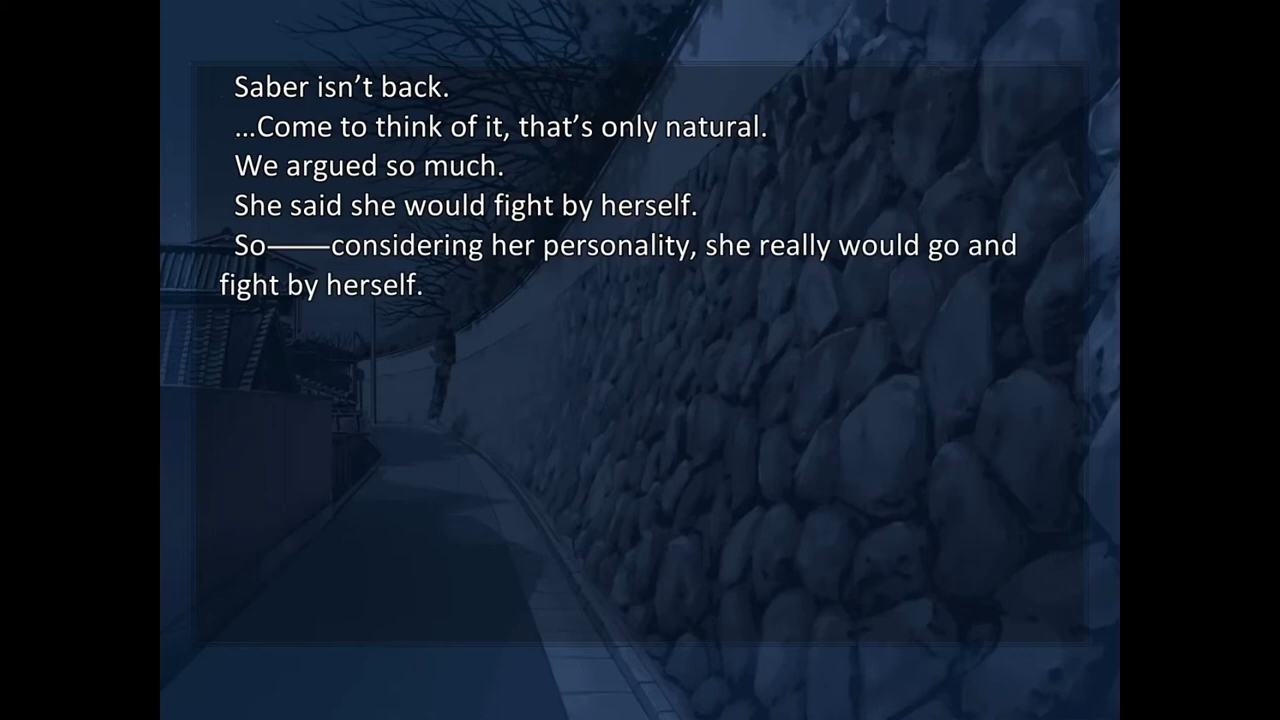 Saber isn’t back.
…Come to think of it, that’s only natural.
We argued so much.
She said she would fight by herself.
So――considering her personality, she really would go and
fight by herself.